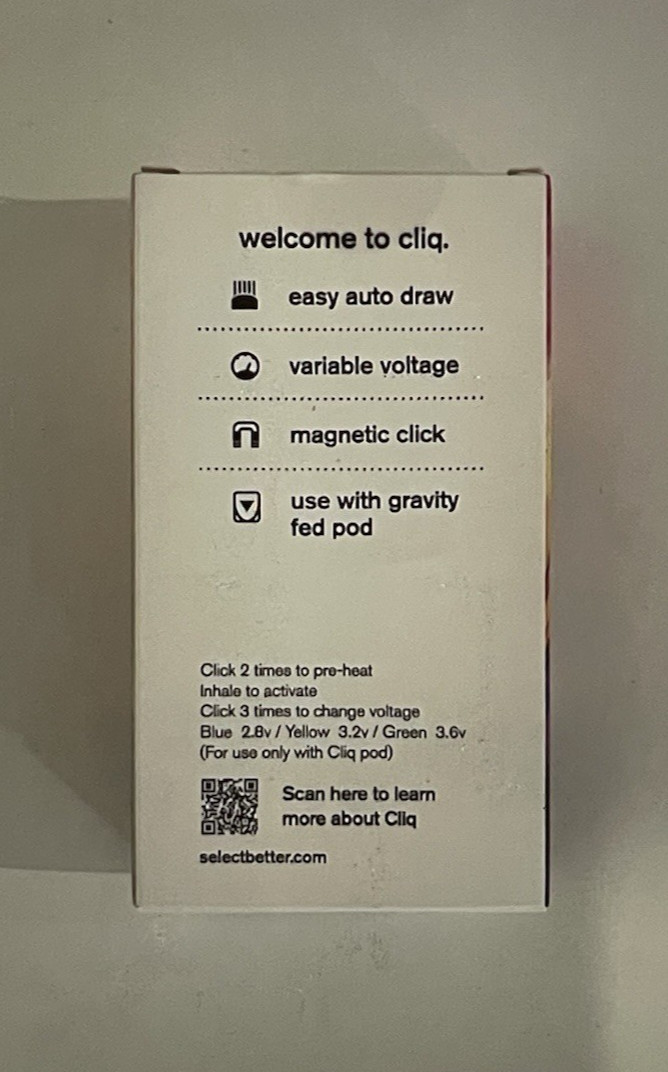 welcome to cliq.
easy auto draw
variable voltage
magnetic click
use with gravity
fed pod
Click 2 times to pre-heat
Inhale to activate
Click 3 times to change voltage
Blue 2.8v / Yellow 3.2v / Green 3.6v
(For use only with Cliq pod)
Scan here to learn
more about Cliq
selectbetter.com